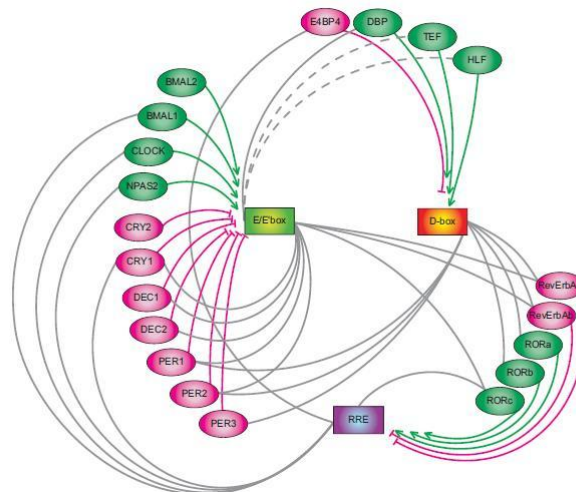 E4BP4
DBP
TEF
HLF
BMAL2
BMAL1
CLOCK
NPAS2
CRY2
CRY1
DEC1
DEC2
PER1
PER2
PER3
E/E'box
D-box
RRE
RevErbA
RevErbAb
RORa
RORb
RORc